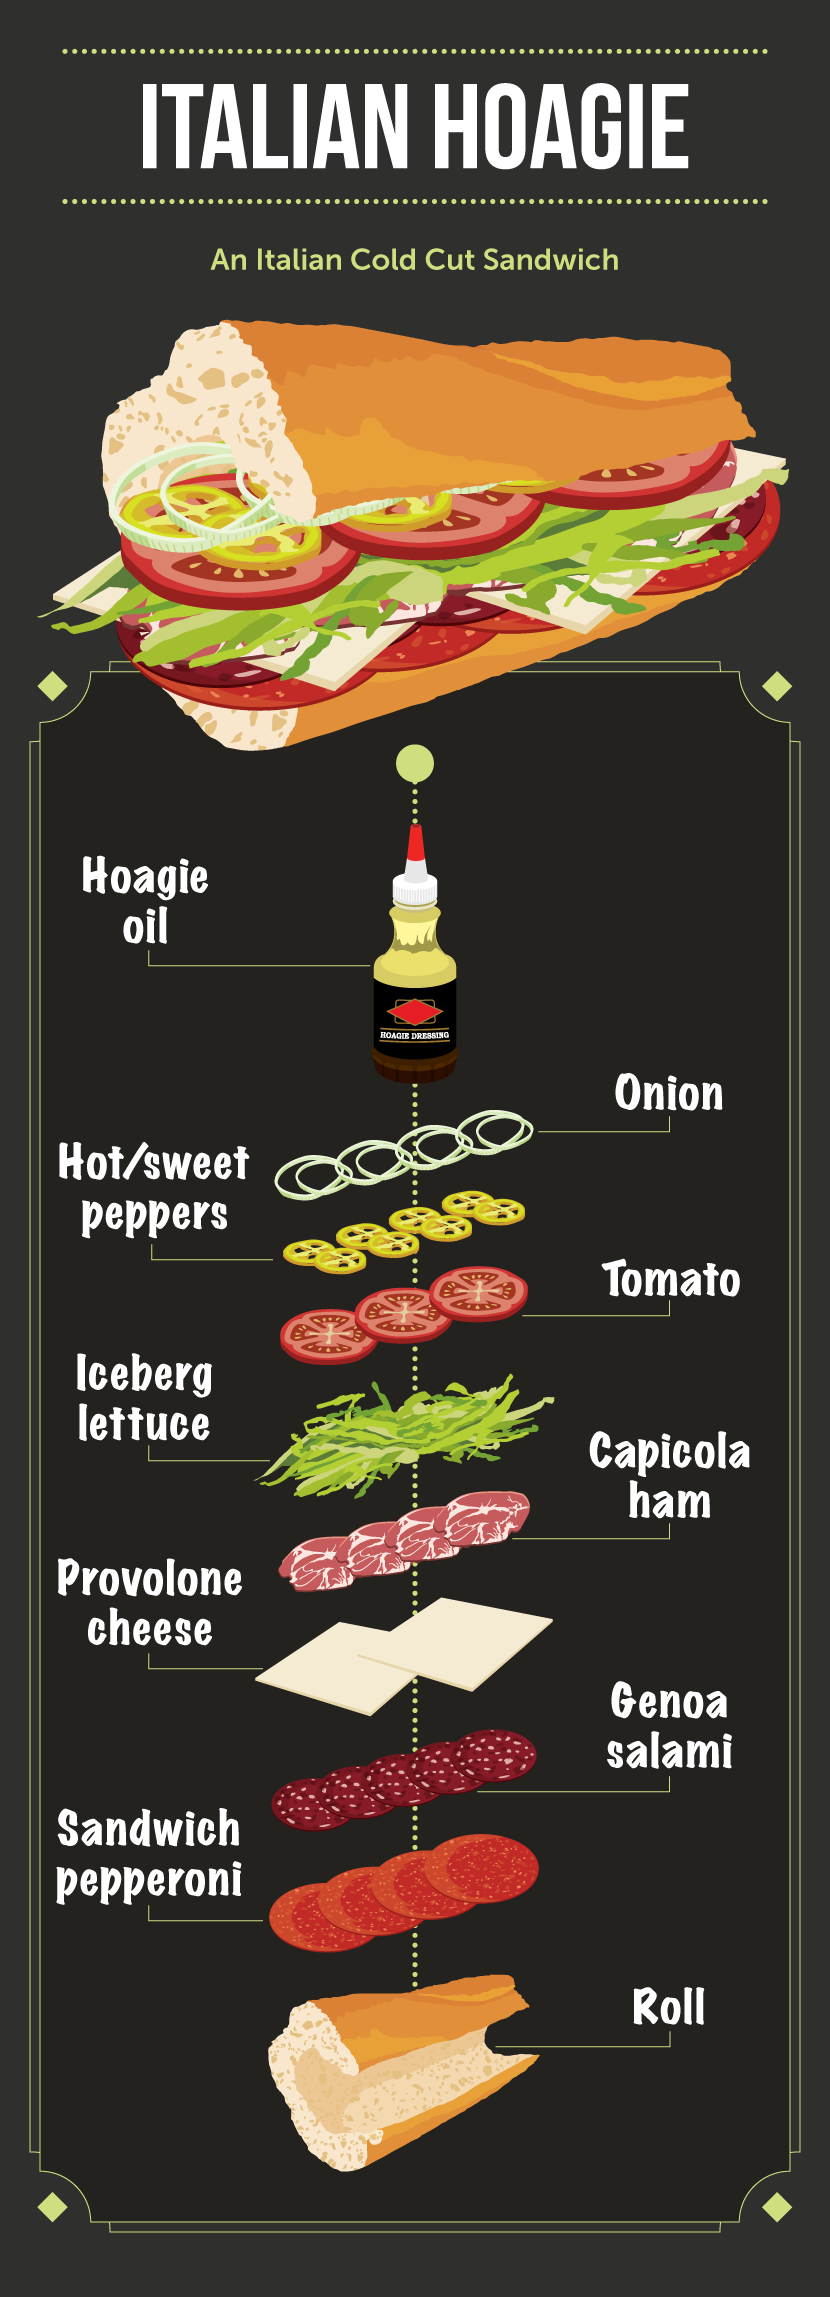 ITALIAN HOAGIE
An Italian Cold Cut Sandwich
Hoagie
oil
HOAGIE DRESSING
Onion
Hot/sweet
peppers
Tomato
Iceberg
lettuce
Capicola
ham
Provolone
cheese
Genoa
salami
Sandwich
pepperoni
Roll